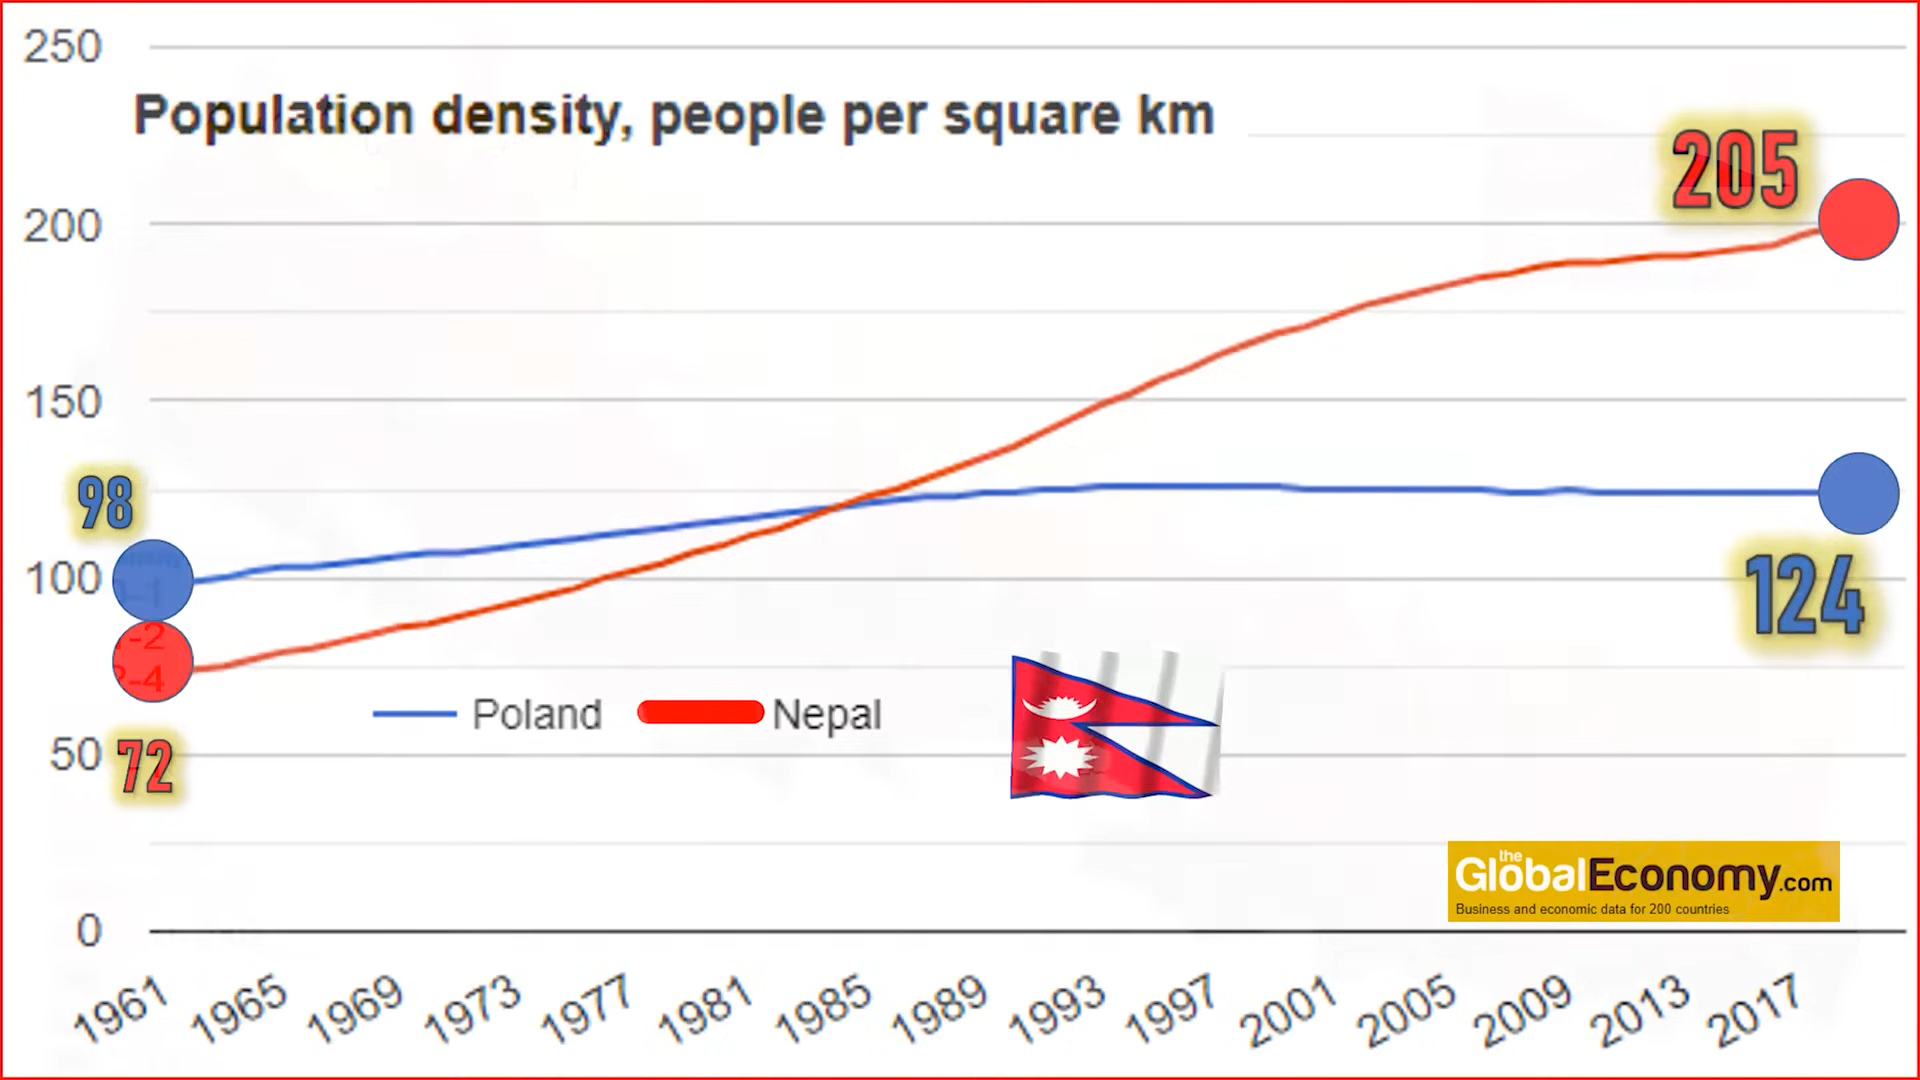 250
Population density, people per square km
205
200
150
98
100
124
-2
-4
Poland Nepal
50
72
the
GlobalEconomy.com
Business and economic data for 200 countries
0
1961 1965 1969 1973 1977 1981 1985 1989 1993 1997 2001 2005 2009 2013 2017